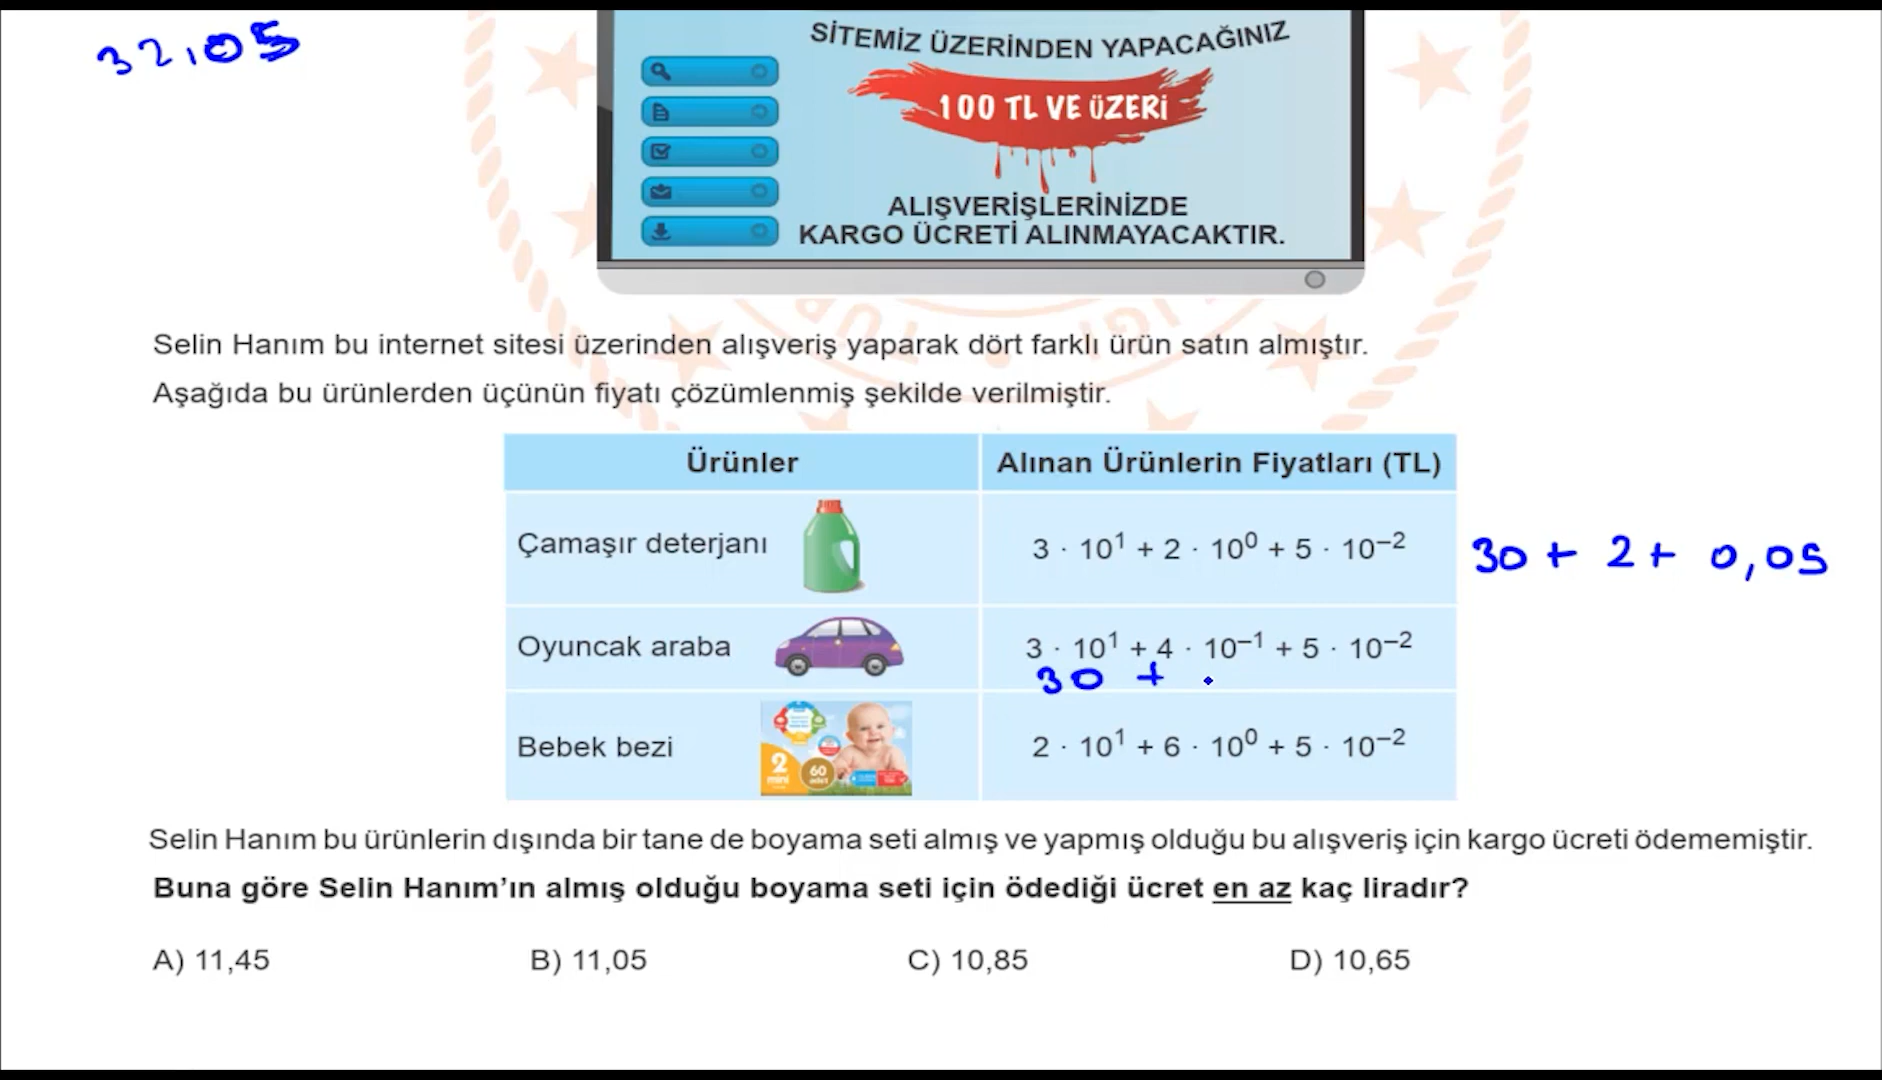 32,05
SİTEMİZ ÜZERİNDEN YAPACAĞINIZ
100 TL VE ÜZERİ
ALIŞVERİŞLERİNİZDE
KARGO ÜCRETİ ALINMAYACAKTIR.
Selin Hanım bu internet sitesi üzerinden alışveriş yaparak dört farklı ürün satın almıştır.
Aşağıda bu ürünlerden üçünün fiyatı çözümlenmiş şekilde verilmiştir.
Ürünler Alınan Ürünlerin Fiyatları (TL)
Çamaşır deterjanı 3 · 10¹ + 2 · 10⁰ + 5 · 10⁻² 30 + 2 + 0,05
Oyuncak araba 3 · 10¹ + 4 · 10⁻¹ + 5 · 10⁻²
30 +
Bebek bezi 2 · 10¹ + 6 · 10⁰ + 5 · 10⁻²
2
mini
60
Selin Hanım bu ürünlerin dışında bir tane de boyama seti almış ve yapmış olduğu bu alışveriş için kargo ücreti ödememiştir.
Buna göre Selin Hanım’ın almış olduğu boyama seti için ödediği ücret en az kaç liradır?
A) 11,45 B) 11,05 C) 10,85 D) 10,65